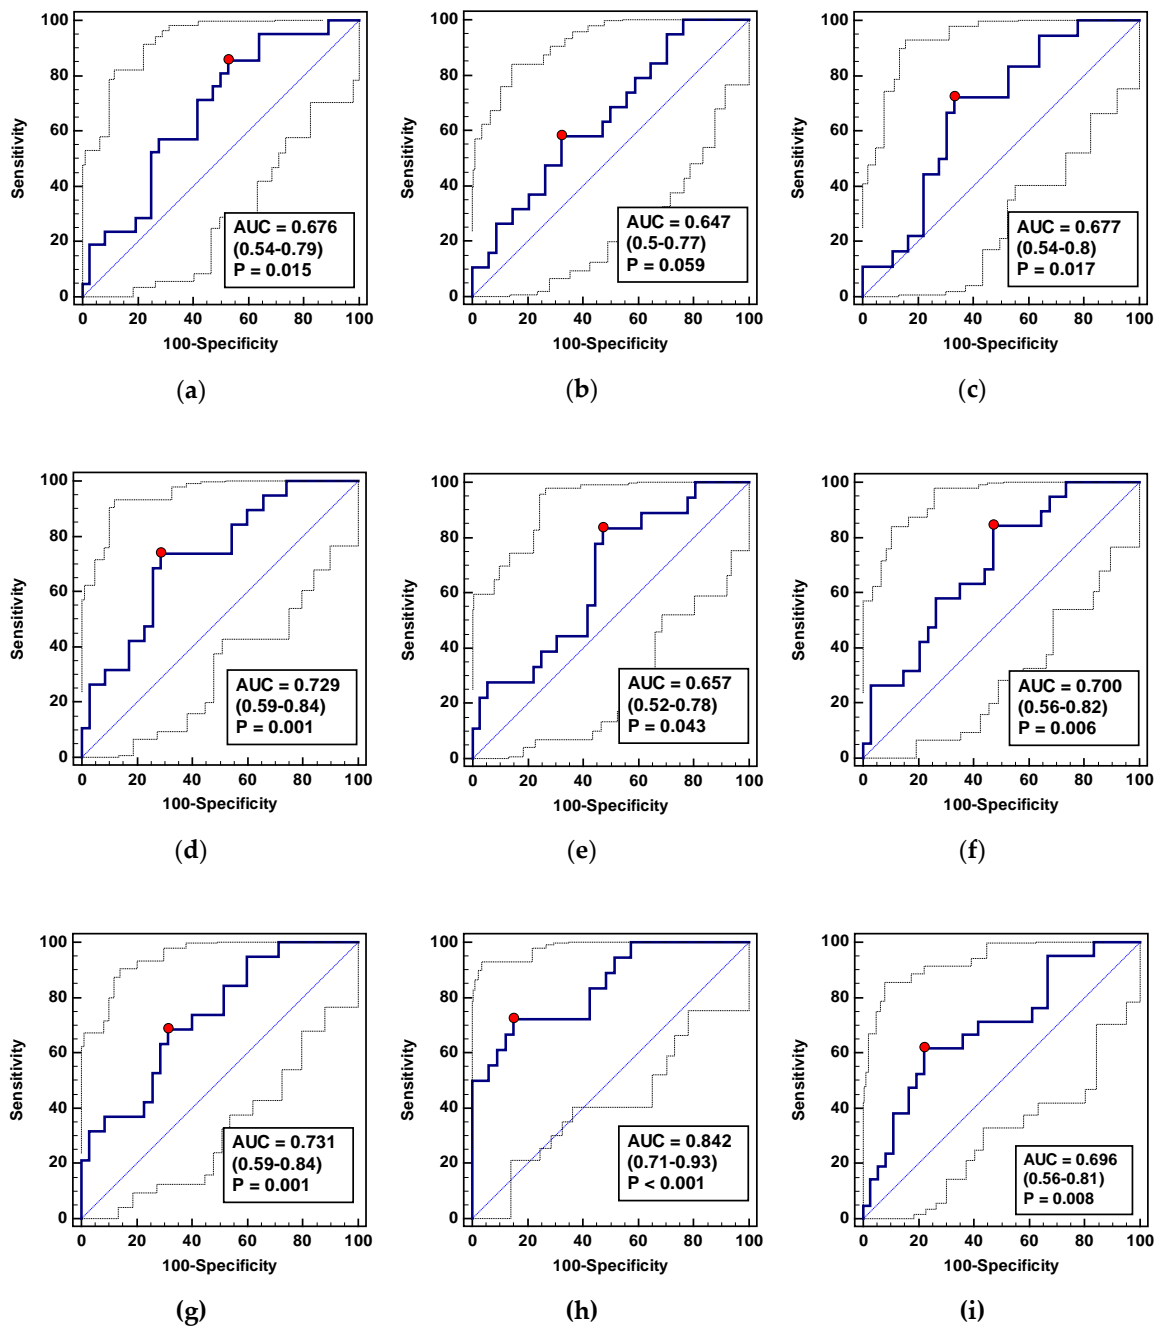 100
80
60
40
20
0
Sensitivity
AUC = 0.676
(0.54-0.79)
P = 0.015
0 20 40 60 80 100
100-Specificity
(a)
100
80
60
40
20
0
Sensitivity
AUC = 0.647
(0.5-0.77)
P = 0.059
0 20 40 60 80 100
100-Specificity
(b)
100
80
60
40
20
0
Sensitivity
AUC = 0.677
(0.54-0.8)
P = 0.017
0 20 40 60 80 100
100-Specificity
(c)
100
80
60
40
20
0
Sensitivity
AUC = 0.729
(0.59-0.84)
P = 0.001
0 20 40 60 80 100
100-Specificity
(d)
100
80
60
40
20
0
Sensitivity
AUC = 0.657
(0.52-0.78)
P = 0.043
0 20 40 60 80 100
100-Specificity
(e)
100
80
60
40
20
0
Sensitivity
AUC = 0.700
(0.56-0.82)
P = 0.006
0 20 40 60 80 100
100-Specificity
(f)
100
80
60
40
20
0
Sensitivity
AUC = 0.731
(0.59-0.84)
P = 0.001
0 20 40 60 80 100
100-Specificity
(g)
100
80
60
40
20
0
Sensitivity
AUC = 0.842
(0.71-0.93)
P < 0.001
0 20 40 60 80 100
100-Specificity
(h)
100
80
60
40
20
0
Sensitivity
AUC = 0.696
(0.56-0.81)
P = 0.008
0 20 40 60 80 100
100-Specificity
(i)